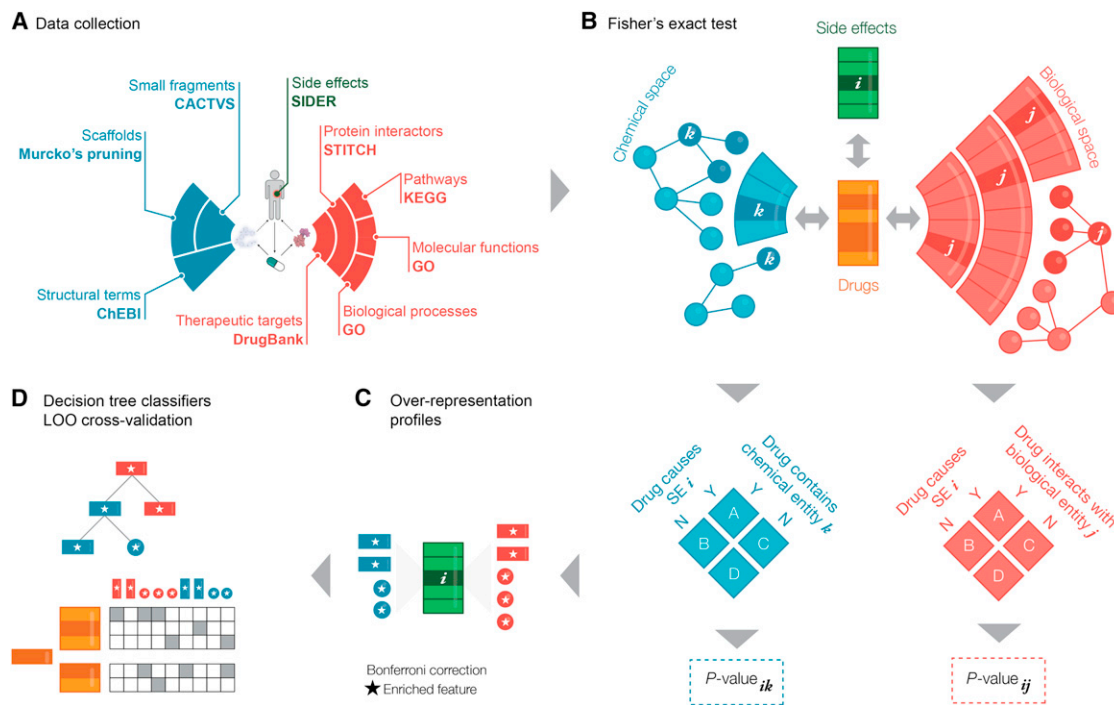 A Data collection
Small fragments
CACTVS
Side effects
SIDER
Scaffolds
Murcko's pruning
Protein interactors
STITCH
Pathways
KEGG
Molecular functions
GO
Structural terms
ChEBI
Therapeutic targets
DrugBank
Biological processes
GO
B Fisher's exact test
Side effects
i
Chemical space
k
k
k
Drugs
Biological space
j
j
j
j
Drug causes
SE i
Y
N
Drug contains
chemical entity k
Y
N
A
B
C
D
P-value ik
Drug causes
SE i
Y
N
Drug interacts with
biological entity j
Y
N
A
B
C
D
P-value ij
C Over-representation
profiles
i
Bonferroni correction
★ Enriched feature
D Decision tree classifiers
LOO cross-validation